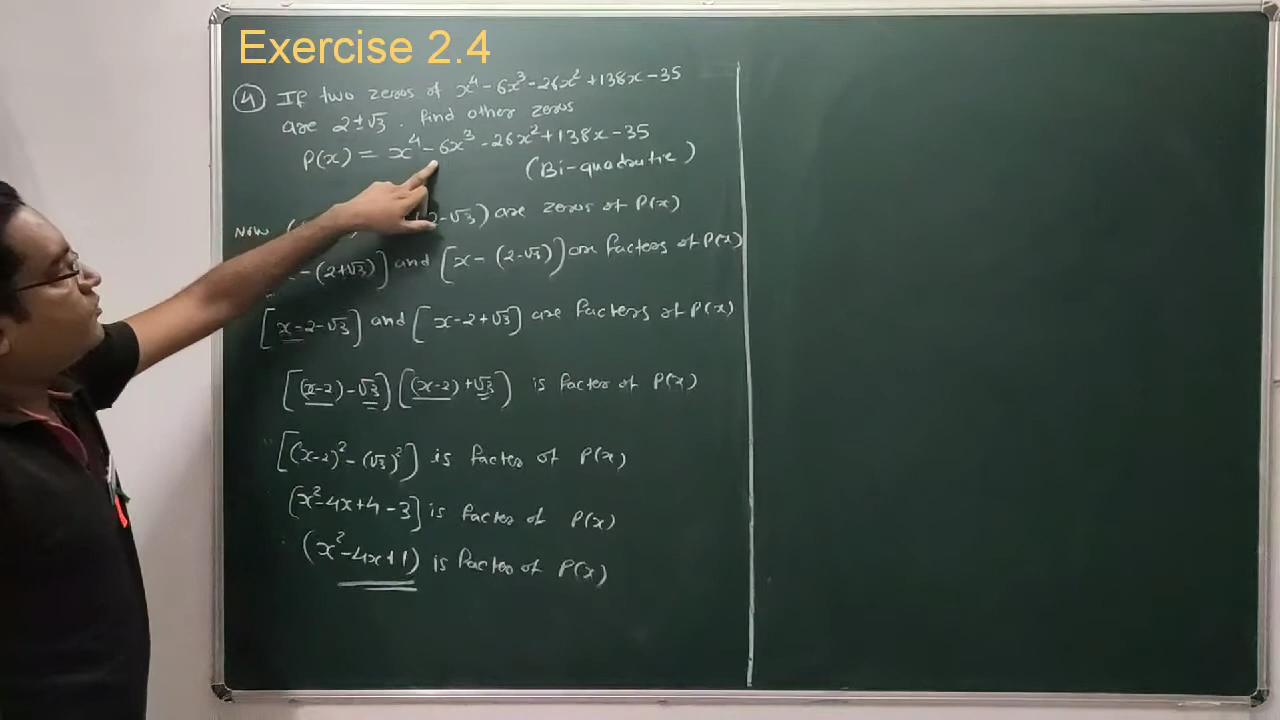 Exercise 2.4
④ If two zeros of x⁴-6x³-26x²+138x-35
are 2±√3. find other zeros
P(x) = x⁴-6x³-26x²+138x-35
(Bi-quadratic)
Now ( 2-√3) are zeros of P(x)
-(2+√3)] and [x-(2-√3)] are factors of P(x)
[x-2-√3] and [x-2+√3] are factors of P(x)
[(x-2)-√3][(x-2)+√3) is factor of P(x)
[(x-2)²-(√3)²] is factor of P(x)
[x²-4x+4-3] is factor of P(x)
(x²-4x+1) is factor of P(x)